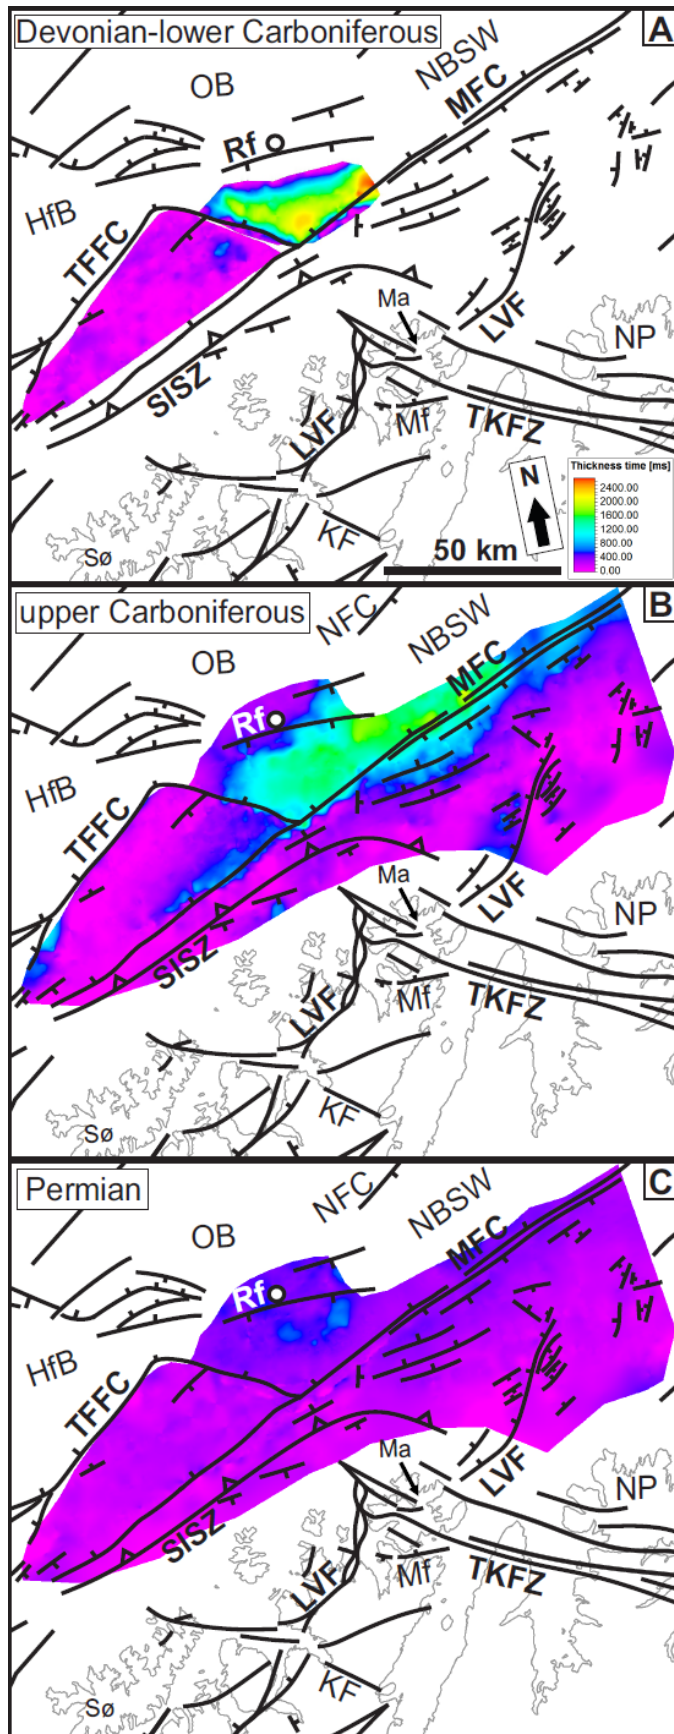 Devonian-lower Carboniferous
A
OB
NBSW
MFC
Rf
HfB
TFFC
Ma
LVF
NP
SISZ
LVF
Mf
TKFZ
N
Thickness time [ms]
2400.00
2000.00
1600.00
1200.00
800.00
400.00
0.00
50 km
KF
Sø
upper Carboniferous
B
NFC
OB
NBSW
MFC
Rf
HfB
TFFC
Ma
LVF
NP
SISZ
LVF
Mf
TKFZ
KF
Sø
Permian
C
NFC
OB
NBSW
MFC
Rf
HfB
TFFC
Ma
LVF
NP
SISZ
LVF
Mf
TKFZ
KF
Sø